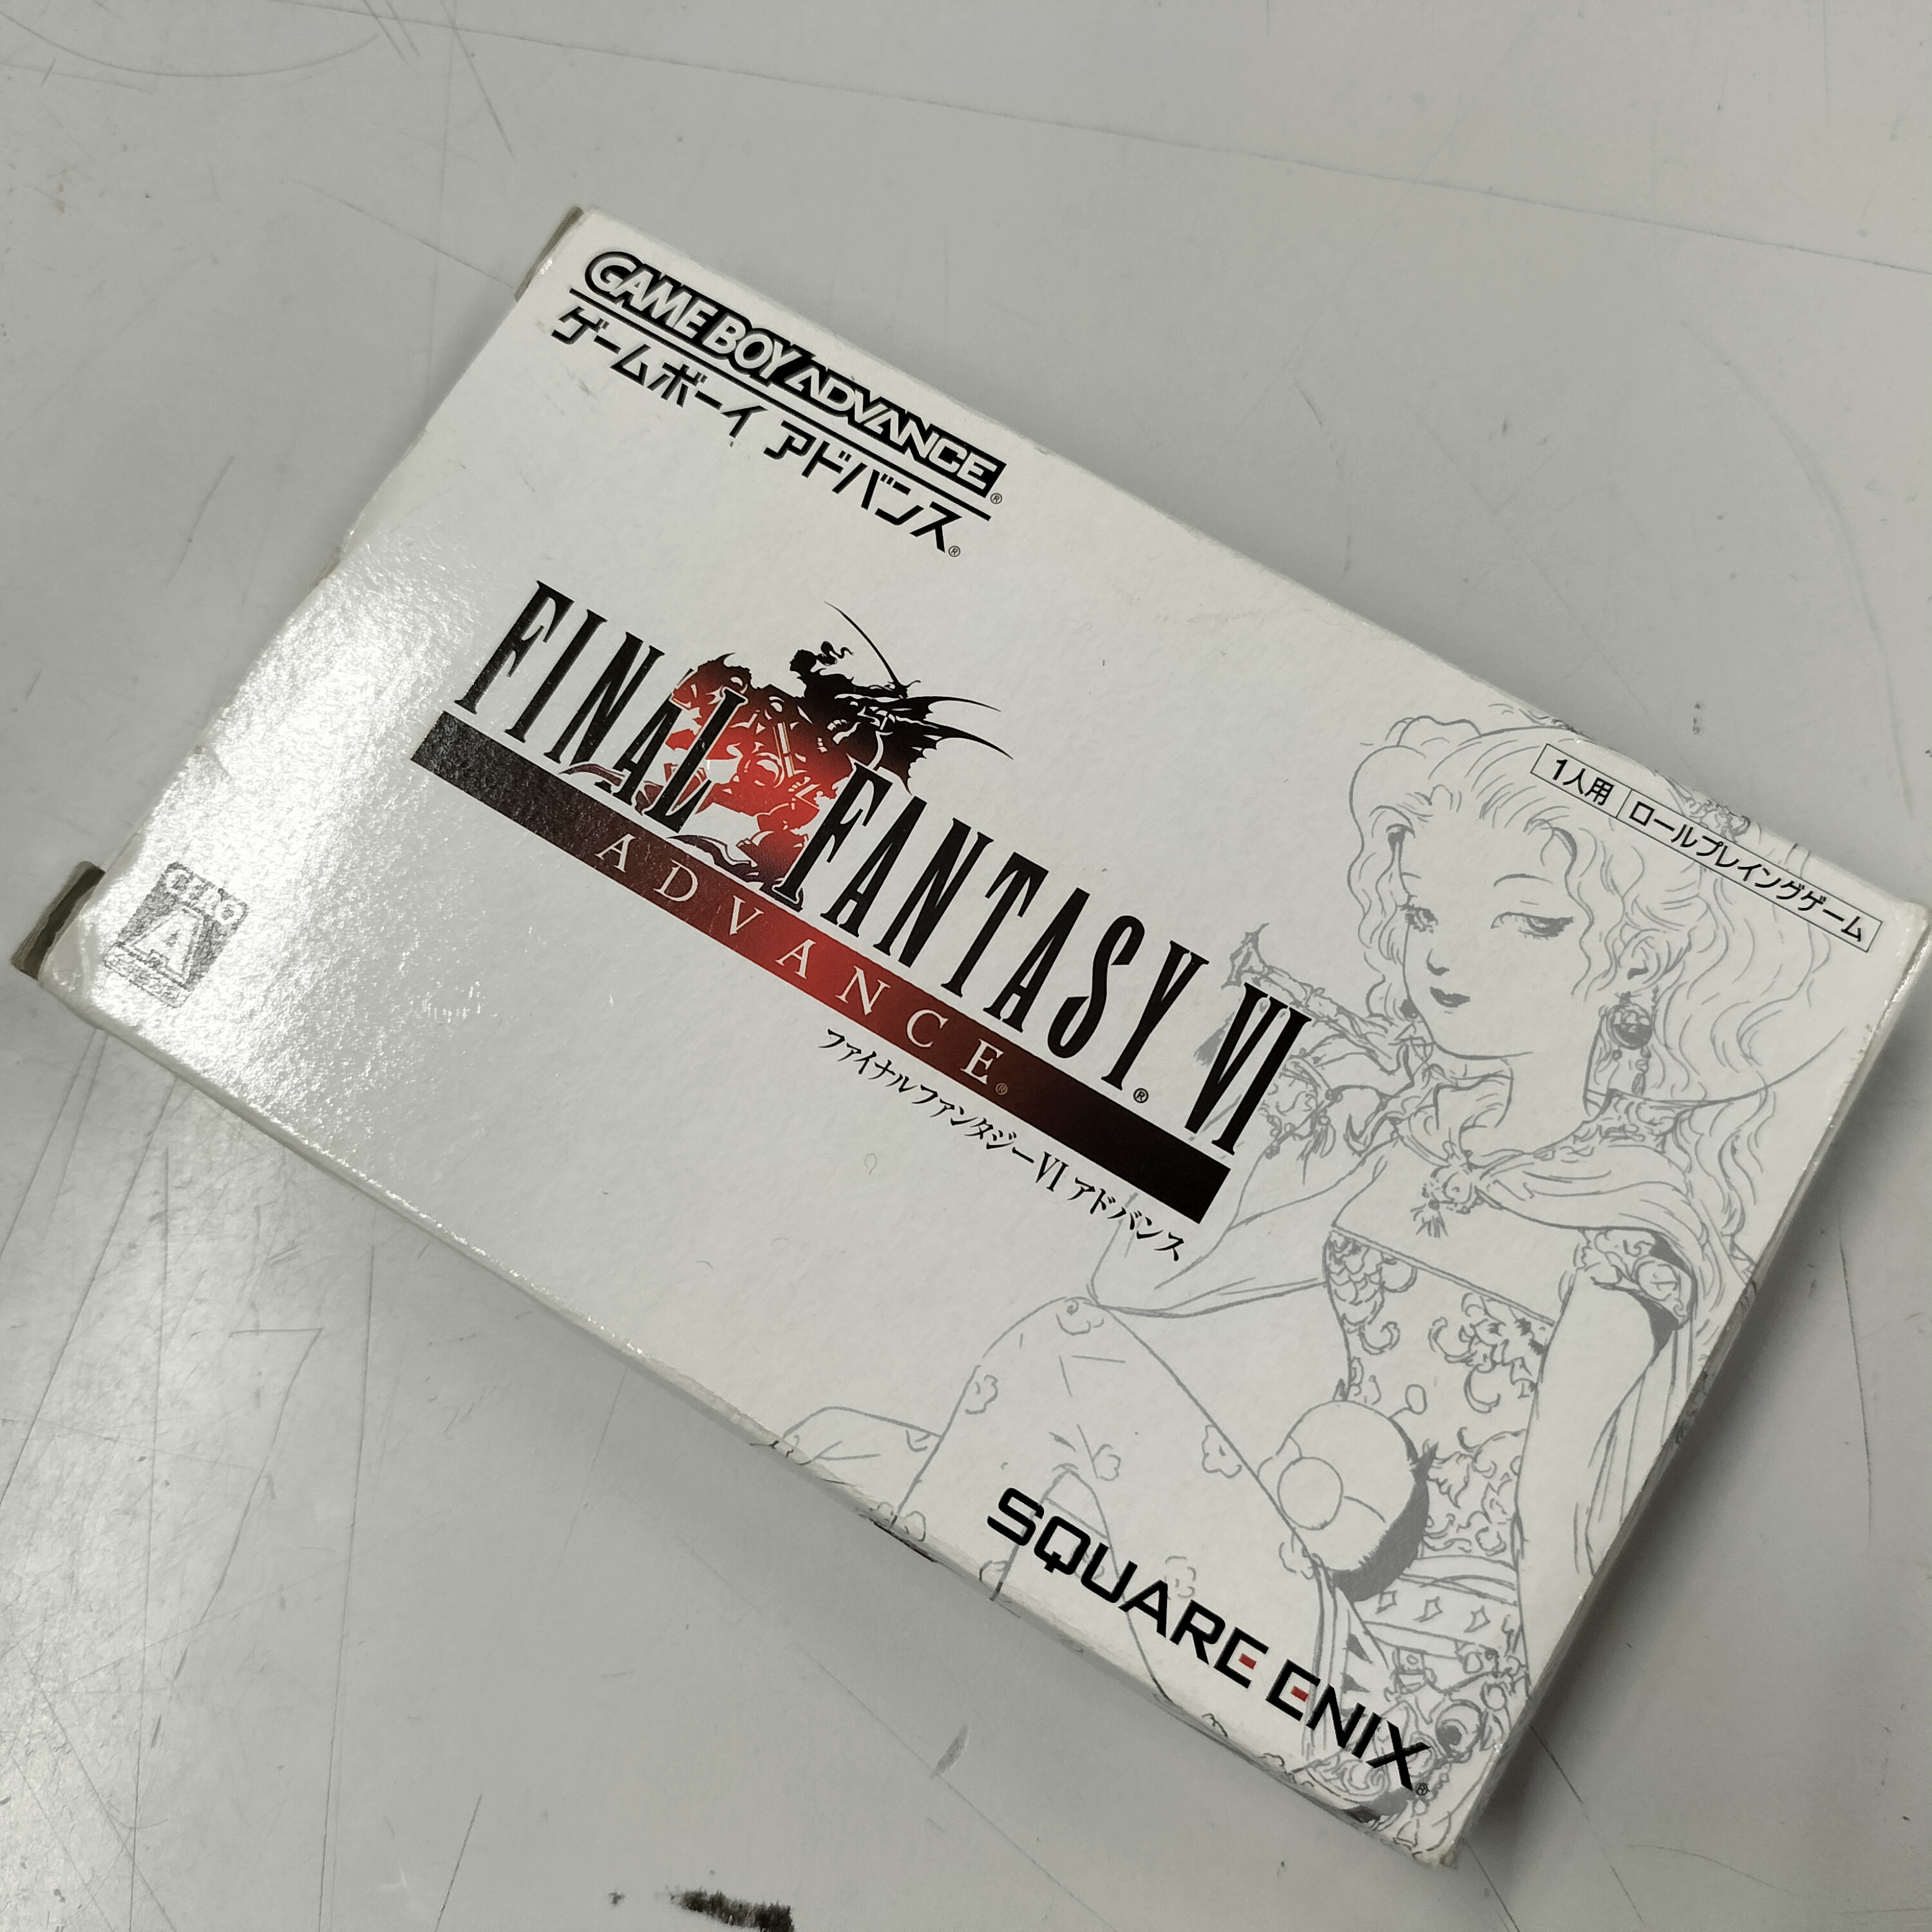 GAME BOY ADVANCE®
ゲームボーイ アドバンス®
1人用 ロールプレイングゲーム
FINAL FANTASY® VI
ADVANCE®
ファイナルファンタジーVI アドバンス
CERO
A
SQUARE ENIX®